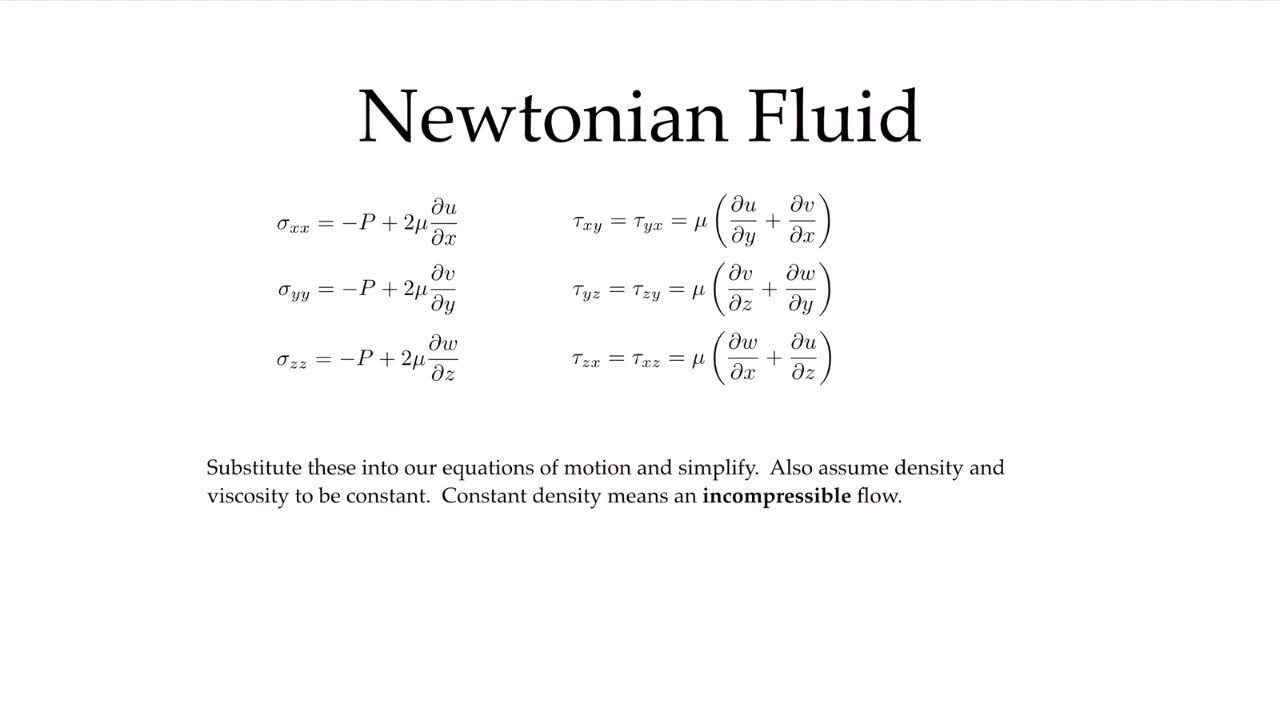 Newtonian Fluid
σ_xx = −P + 2μ ∂u/∂x    τ_xy = τ_yx = μ (∂u/∂y + ∂v/∂x)
σ_yy = −P + 2μ ∂v/∂y    τ_yz = τ_zy = μ (∂v/∂z + ∂w/∂y)
σ_zz = −P + 2μ ∂w/∂z    τ_zx = τ_xz = μ (∂w/∂x + ∂u/∂z)
Substitute these into our equations of motion and simplify. Also assume density and
viscosity to be constant. Constant density means an incompressible flow.